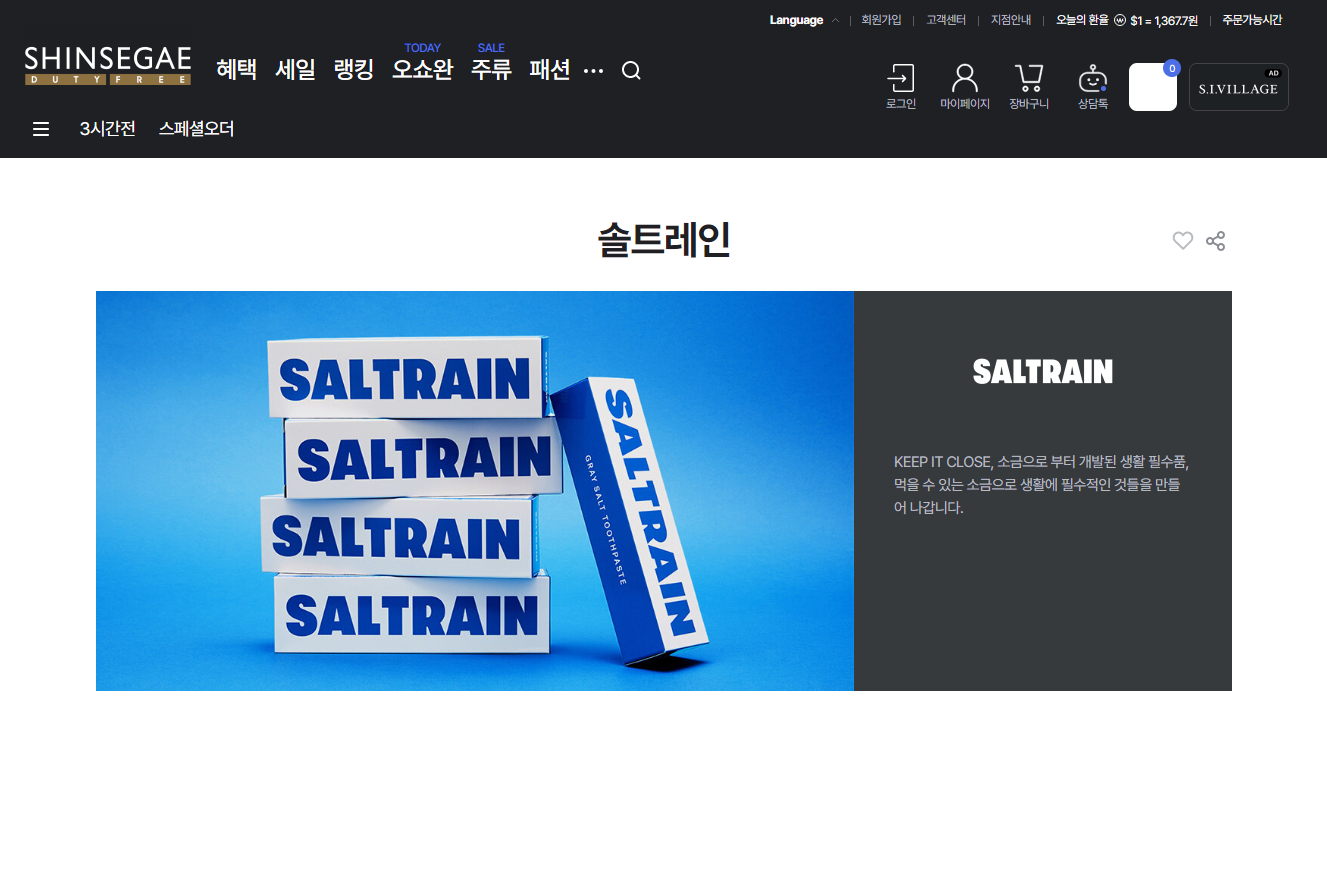 Language
회원가입
고객센터
지점안내
오늘의 환율 ₩ $1 = 1,367.7원
주문가능시간
SHINSEGAE
DUTY FREE
혜택
세일
랭킹
TODAY
오쇼완
SALE
주류
패션
로그인
마이페이지
장바구니
상담톡
0
AD
S.I.VILLAGE
3시간전
스페셜오더
솔트레인
SALTRAIN
SALTRAIN
SALTRAIN
SALTRAIN
SALTRAIN
GRAY SALT TOOTHPASTE
SALTRAIN
KEEP IT CLOSE, 소금으로 부터 개발된 생활 필수품,
먹을 수 있는 소금으로 생활에 필수적인 것들을 만들
어 나갑니다.